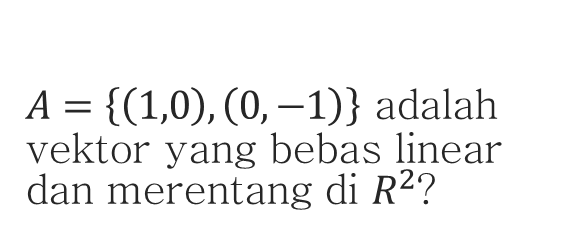 A = {(1,0), (0, −1)} adalah
vektor yang bebas linear
dan merentang di R²?